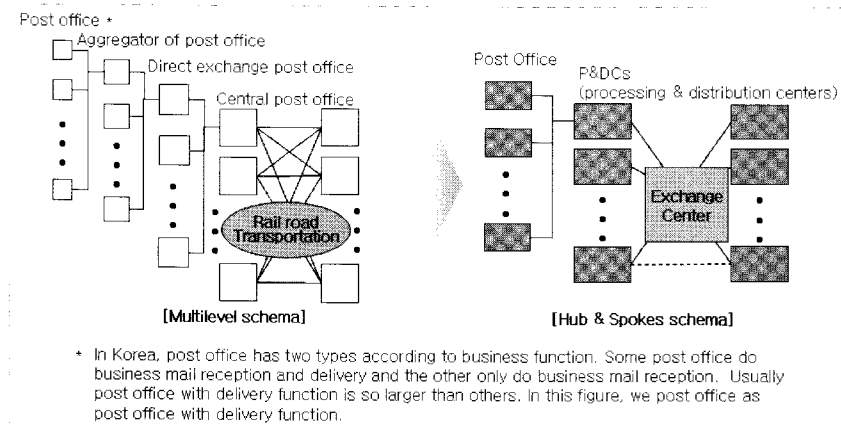 Post office *
Aggregator of post office
Direct exchange post office
Central post office
Rail road
Transportation
[Multilevel schema]
Post Office
P&DCs
(processing & distribution centers)
Exchange
Center
[Hub & Spokes schema]
* In Korea, post office has two types according to business function. Some post office do
business mail reception and delivery and the other only do business mail reception. Usually
post office with delivery function is so larger than others. In this figure, we post office as
post office with delivery function.